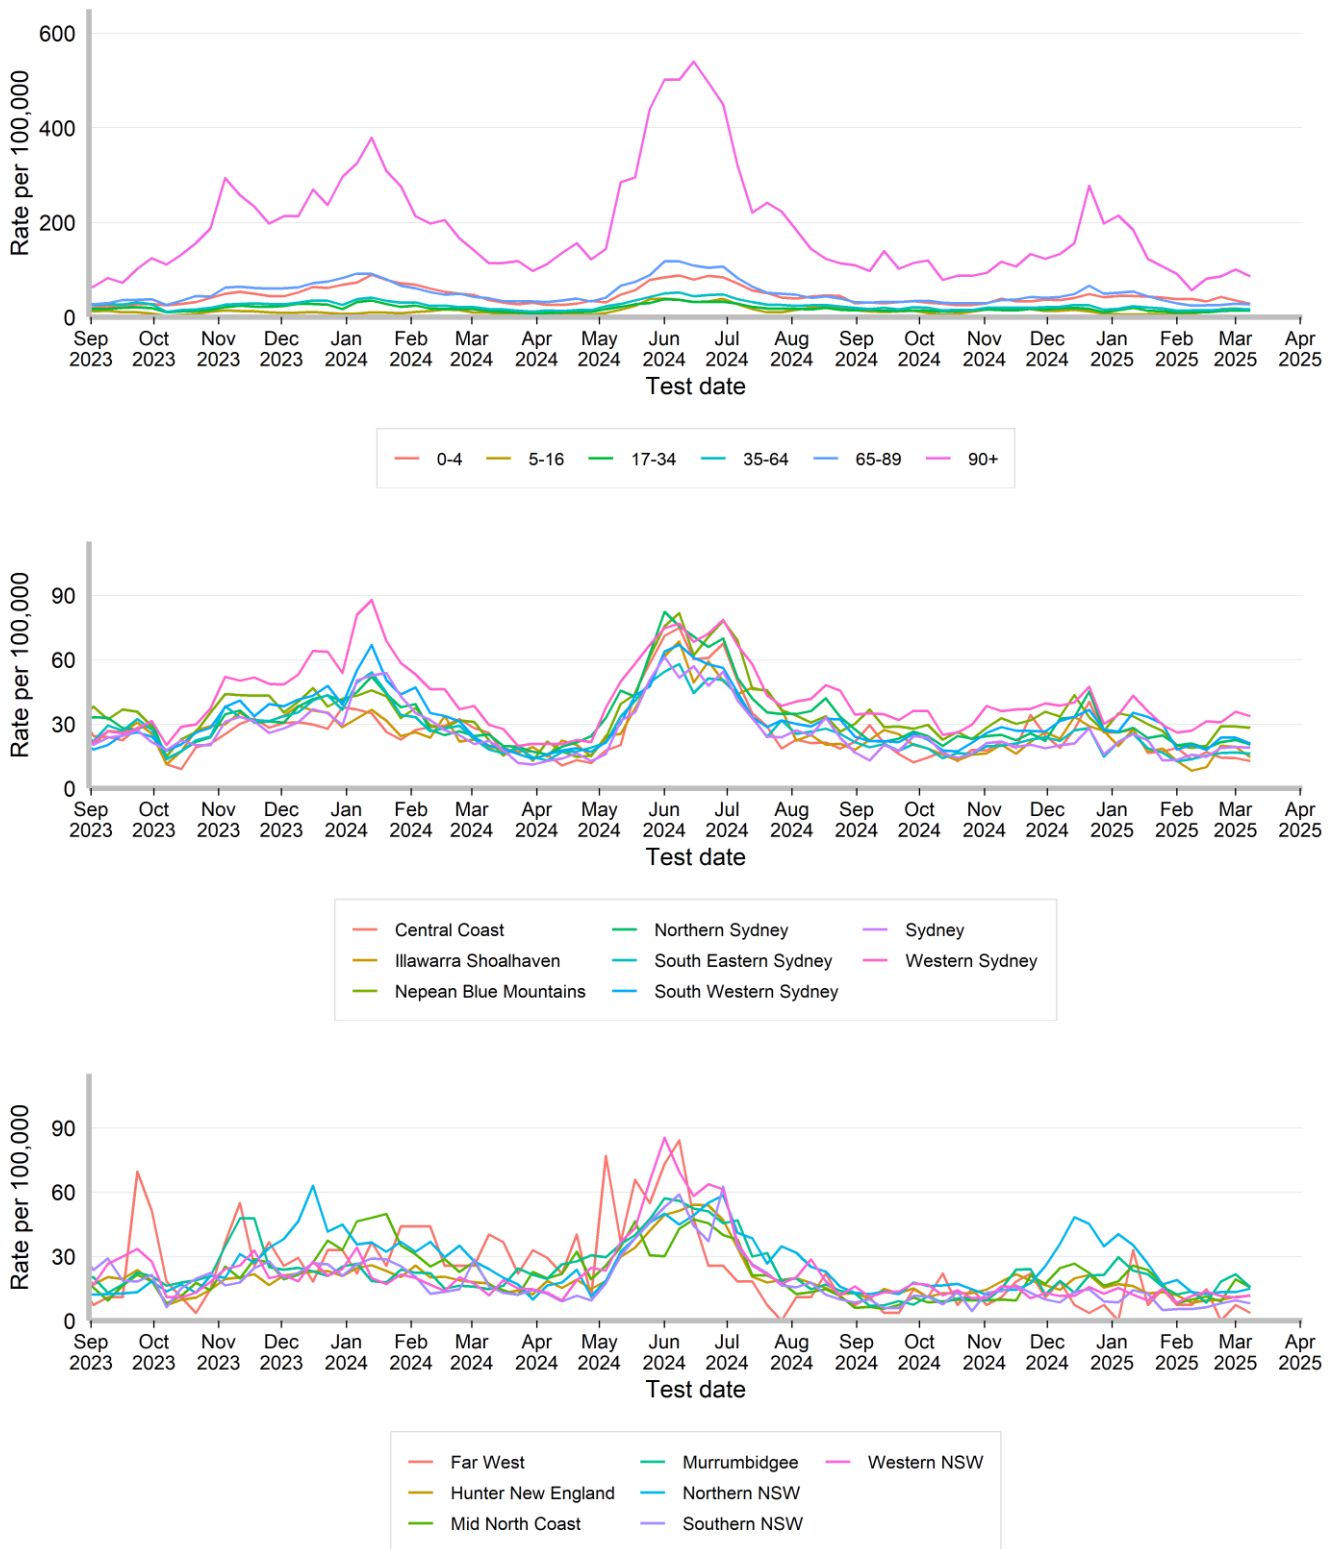 Rate per 100,000
600
400
200
0
Sep Oct Nov Dec Jan Feb Mar Apr May Jun Jul Aug Sep Oct Nov Dec Jan Feb Mar Apr
2023 2023 2023 2023 2024 2024 2024 2024 2024 2024 2024 2024 2024 2024 2024 2024 2025 2025 2025 2025
Test date
0-4 5-16 17-34 35-64 65-89 90+
Rate per 100,000
90
60
30
0
Sep Oct Nov Dec Jan Feb Mar Apr May Jun Jul Aug Sep Oct Nov Dec Jan Feb Mar Apr
2023 2023 2023 2023 2024 2024 2024 2024 2024 2024 2024 2024 2024 2024 2024 2024 2025 2025 2025 2025
Test date
Central Coast Northern Sydney Sydney
Illawarra Shoalhaven South Eastern Sydney Western Sydney
Nepean Blue Mountains South Western Sydney
Rate per 100,000
90
60
30
0
Sep Oct Nov Dec Jan Feb Mar Apr May Jun Jul Aug Sep Oct Nov Dec Jan Feb Mar Apr
2023 2023 2023 2023 2024 2024 2024 2024 2024 2024 2024 2024 2024 2024 2024 2024 2025 2025 2025 2025
Test date
Far West Murrumbidgee Western NSW
Hunter New England Northern NSW
Mid North Coast Southern NSW